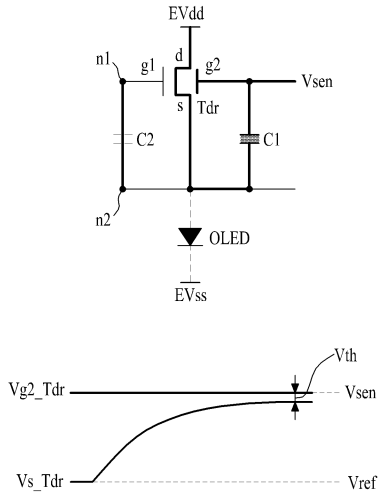 EVdd
n1
g1
d
g2
Vsen
s
Tdr
C2
C1
n2
OLED
EVss
Vth
Vg2_Tdr
Vsen
Vs_Tdr
Vref